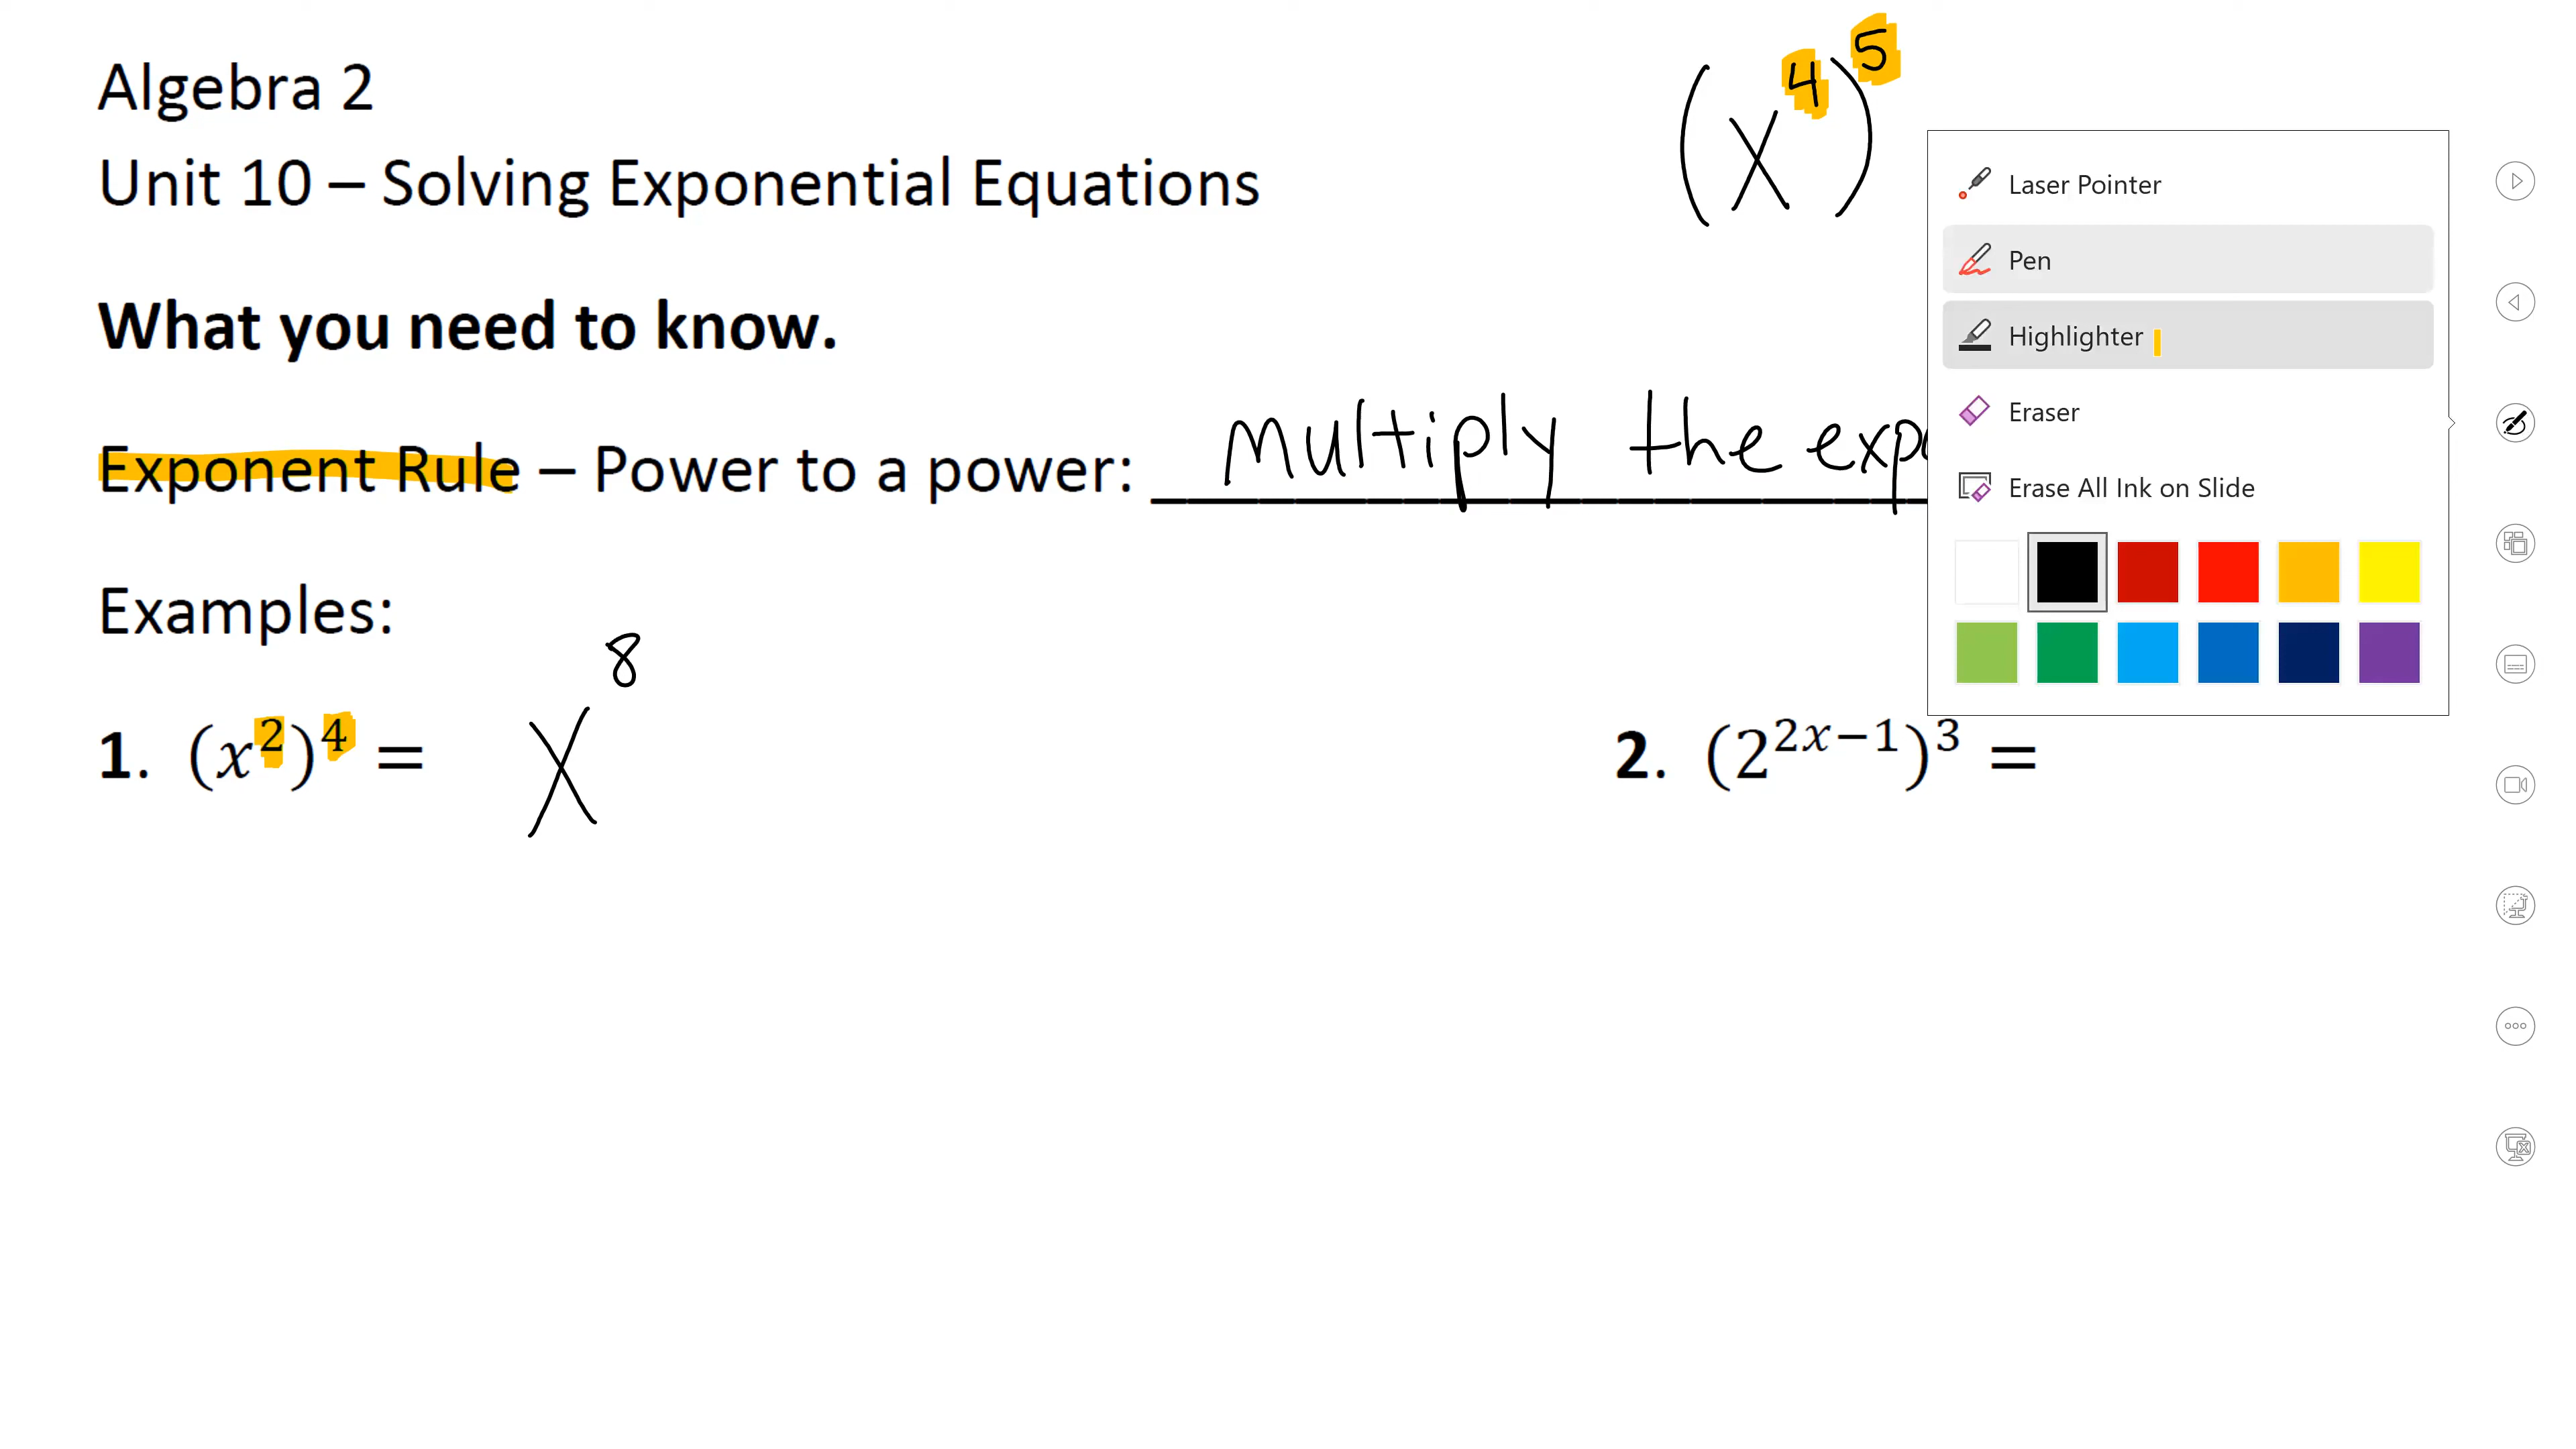 Algebra 2
(x⁴)⁵
Unit 10 – Solving Exponential Equations
What you need to know.
Exponent Rule – Power to a power: multiply the exp
Examples:
1. (x²)⁴ = x⁸
2. (2²ˣ⁻¹)³ =
Laser Pointer
Pen
Highlighter
Eraser
Erase All Ink on Slide